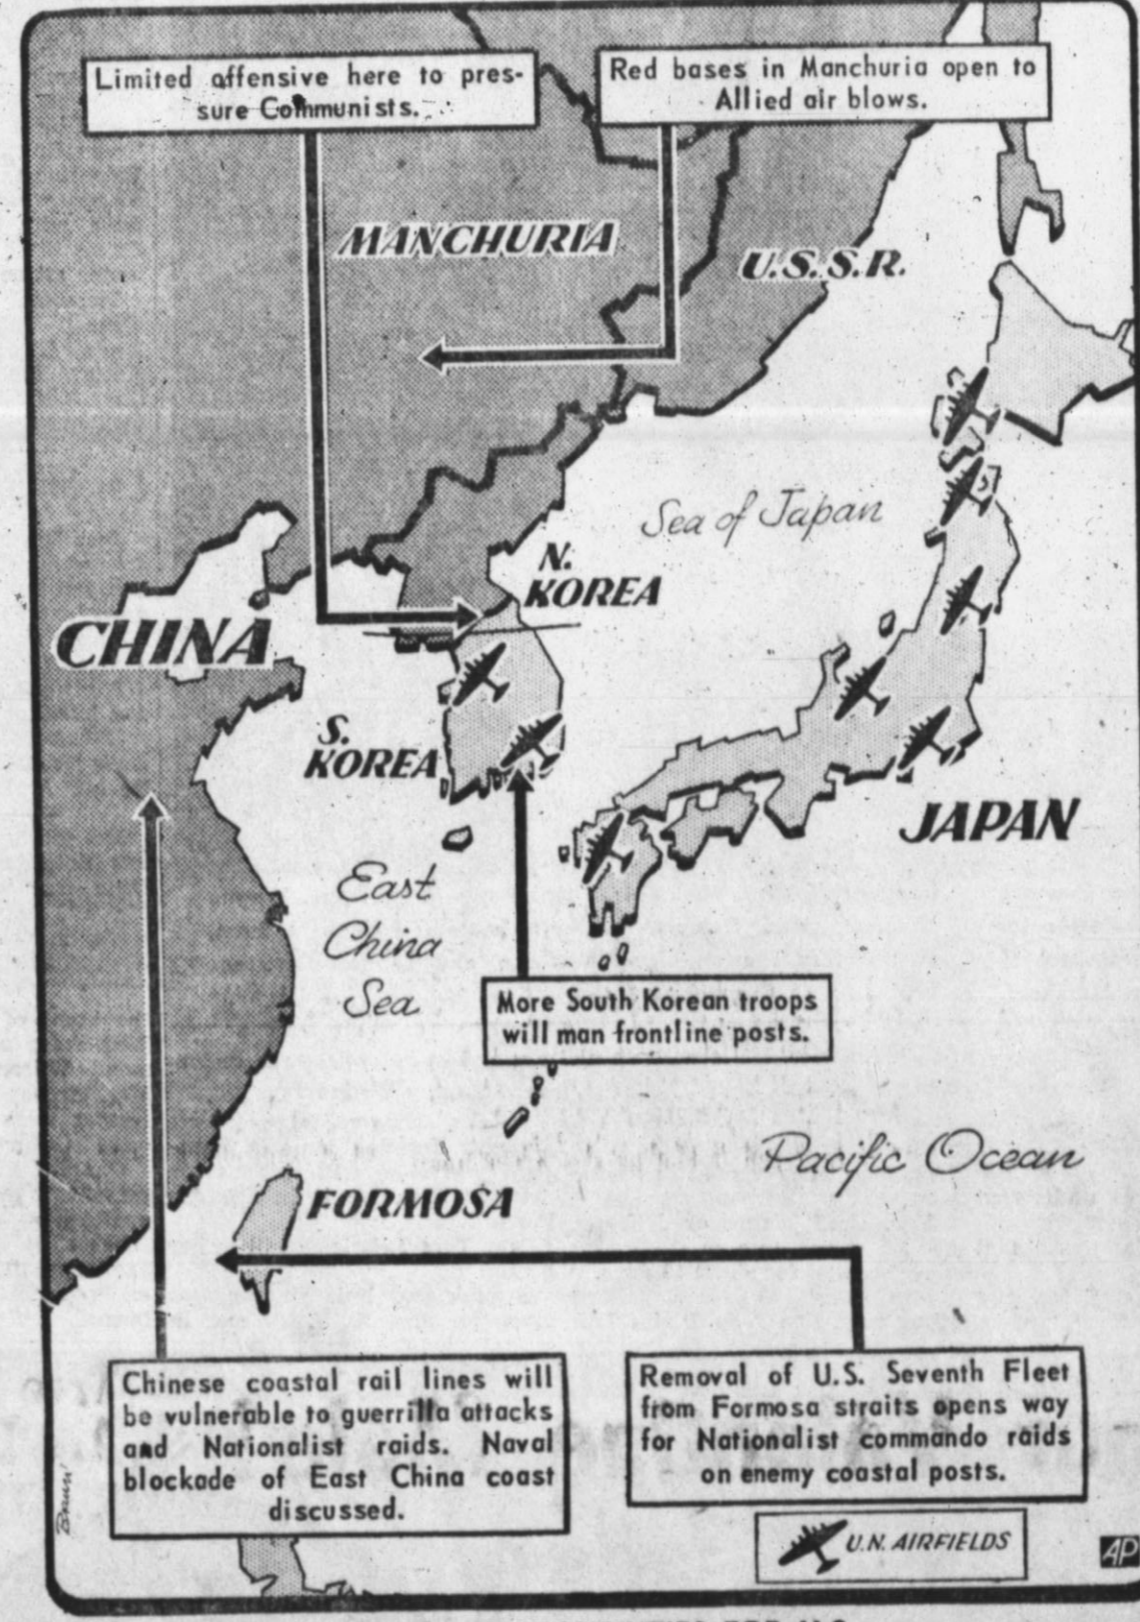 Limited offensive here to pres-
sure Communists.
Red bases in Manchuria open to
Allied air blows.
MANCHURIA
U.S.S.R.
Sea of Japan
N.
KOREA
CHINA
S.
KOREA
JAPAN
East
China
Sea
More South Korean troops
will man frontline posts.
Pacific Ocean
FORMOSA
Chinese coastal rail lines will
be vulnerable to guerrilla attacks
and Nationalist raids. Naval
blockade of East China coast
discussed.
Removal of U.S. Seventh Fleet
from Formosa straits opens way
for Nationalist commando raids
on enemy coastal posts.
U.N. AIRFIELDS
AP